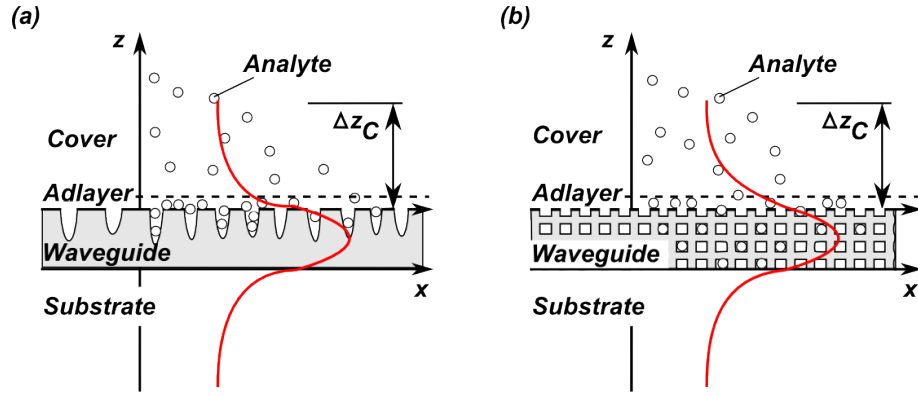 (a)
z
Analyte
Δz_C
Cover
Adlayer
Waveguide
x
Substrate
(b)
z
Analyte
Δz_C
Cover
Adlayer
Waveguide
x
Substrate